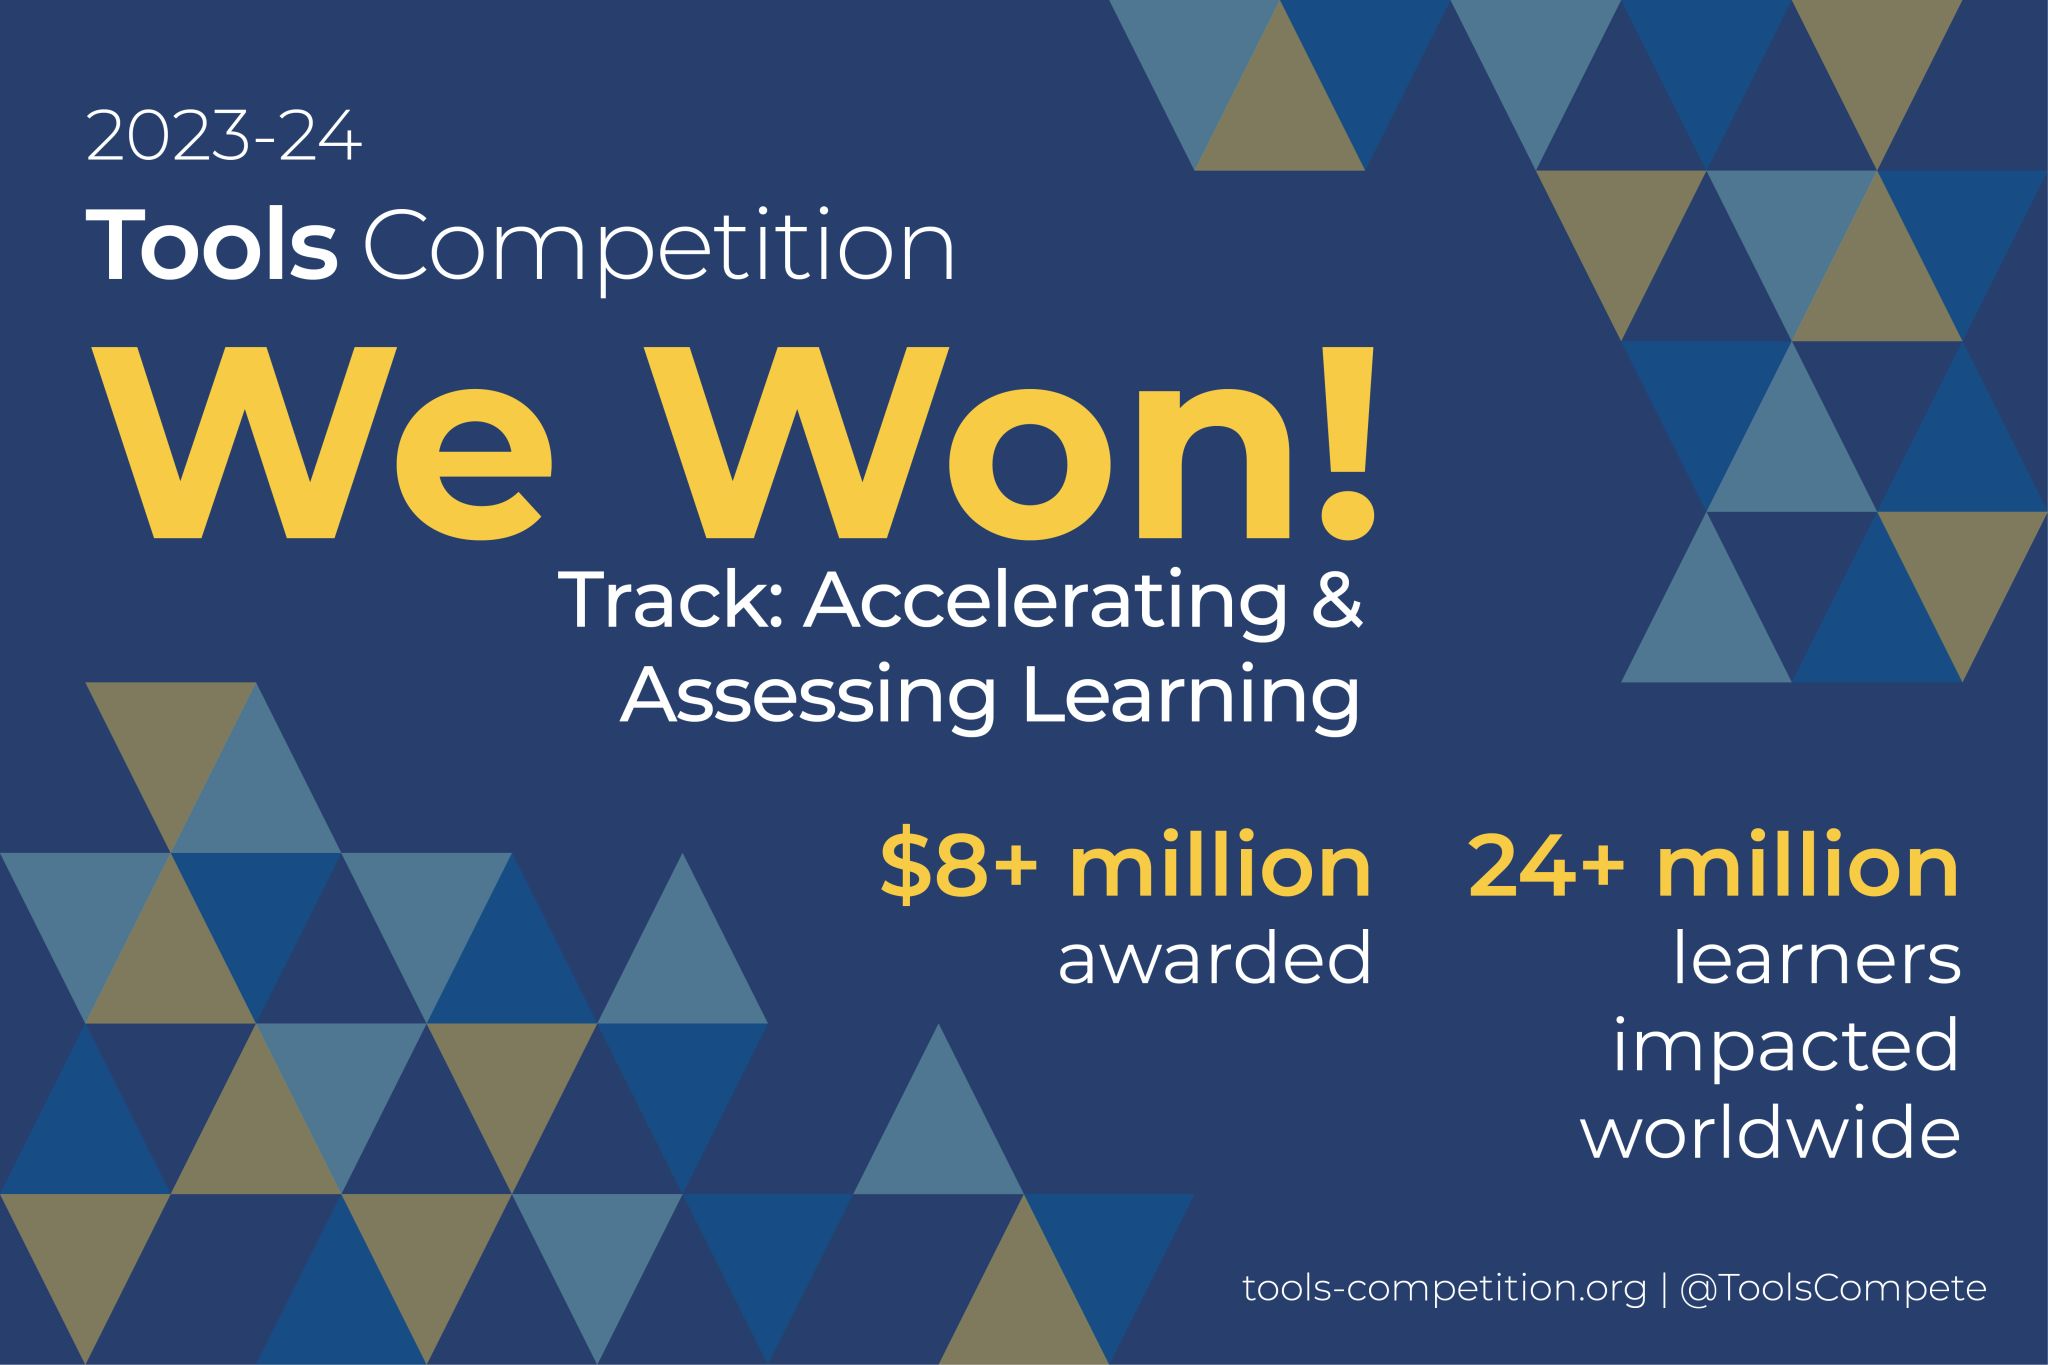 2023-24
Tools Competition
We Won!
Track: Accelerating &
Assessing Learning
$8+ million
awarded
24+ million
learners
impacted
worldwide
tools-competition.org | @ToolsCompete